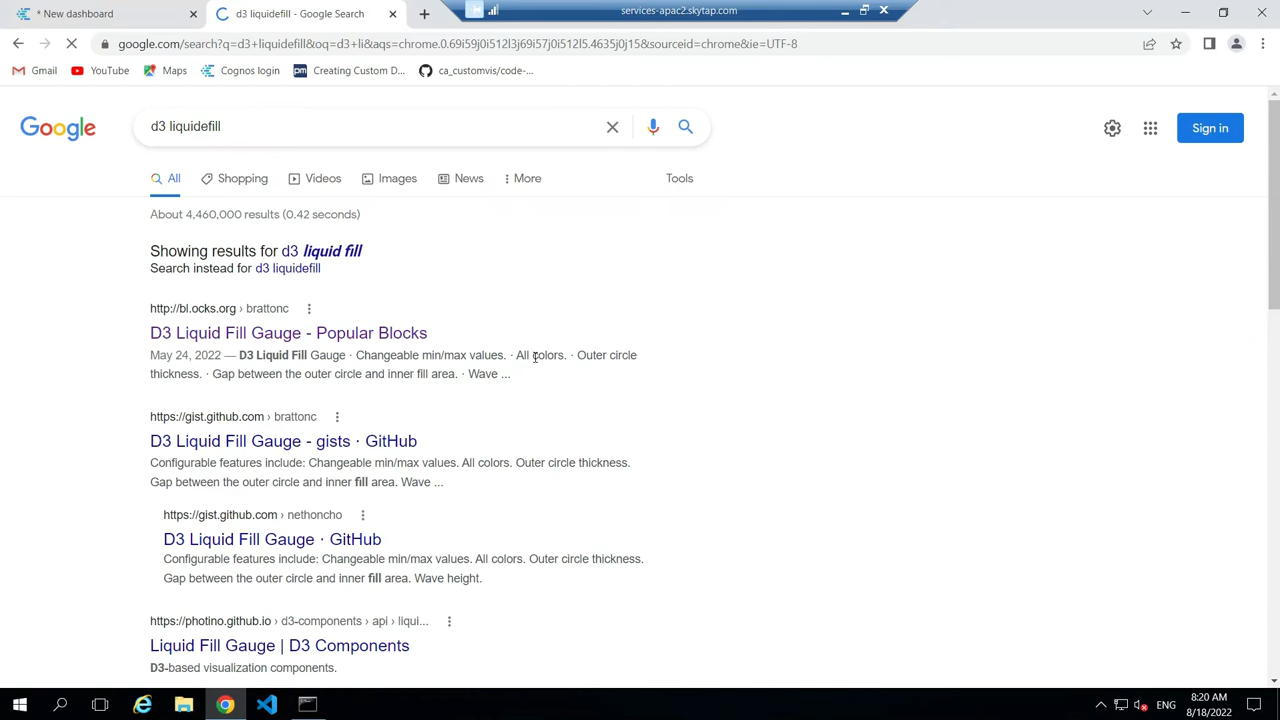 * New dashboard
d3 liquidefill - Google Search
services-apac2.skytap.com
google.com/search?q=d3+liquidefill&oq=d3+li&aqs=chrome.0.69i59j0i512l3j69i57j0i512l5.4635j0j15&sourceid=chrome&ie=UTF-8
Gmail
YouTube
Maps
Cognos login
pm
Creating Custom D...
ca_customvis/code-...
Google
d3 liquidefill
Sign in
All
Shopping
Videos
Images
News
More
Tools
About 4,460,000 results (0.42 seconds)
Showing results for d3 liquid fill
Search instead for d3 liquidefill
http://bl.ocks.org › brattonc
D3 Liquid Fill Gauge - Popular Blocks
May 24, 2022 — D3 Liquid Fill Gauge · Changeable min/max values. · All colors. · Outer circle
thickness. · Gap between the outer circle and inner fill area. · Wave ...
https://gist.github.com › brattonc
D3 Liquid Fill Gauge - gists · GitHub
Configurable features include: Changeable min/max values. All colors. Outer circle thickness.
Gap between the outer circle and inner fill area. Wave ...
https://gist.github.com › nethoncho
D3 Liquid Fill Gauge · GitHub
Configurable features include: Changeable min/max values. All colors. Outer circle thickness.
Gap between the outer circle and inner fill area. Wave height.
https://photino.github.io › d3-components › api › liqui...
Liquid Fill Gauge | D3 Components
D3-based visualization components.
ENG
8:20 AM
8/18/2022